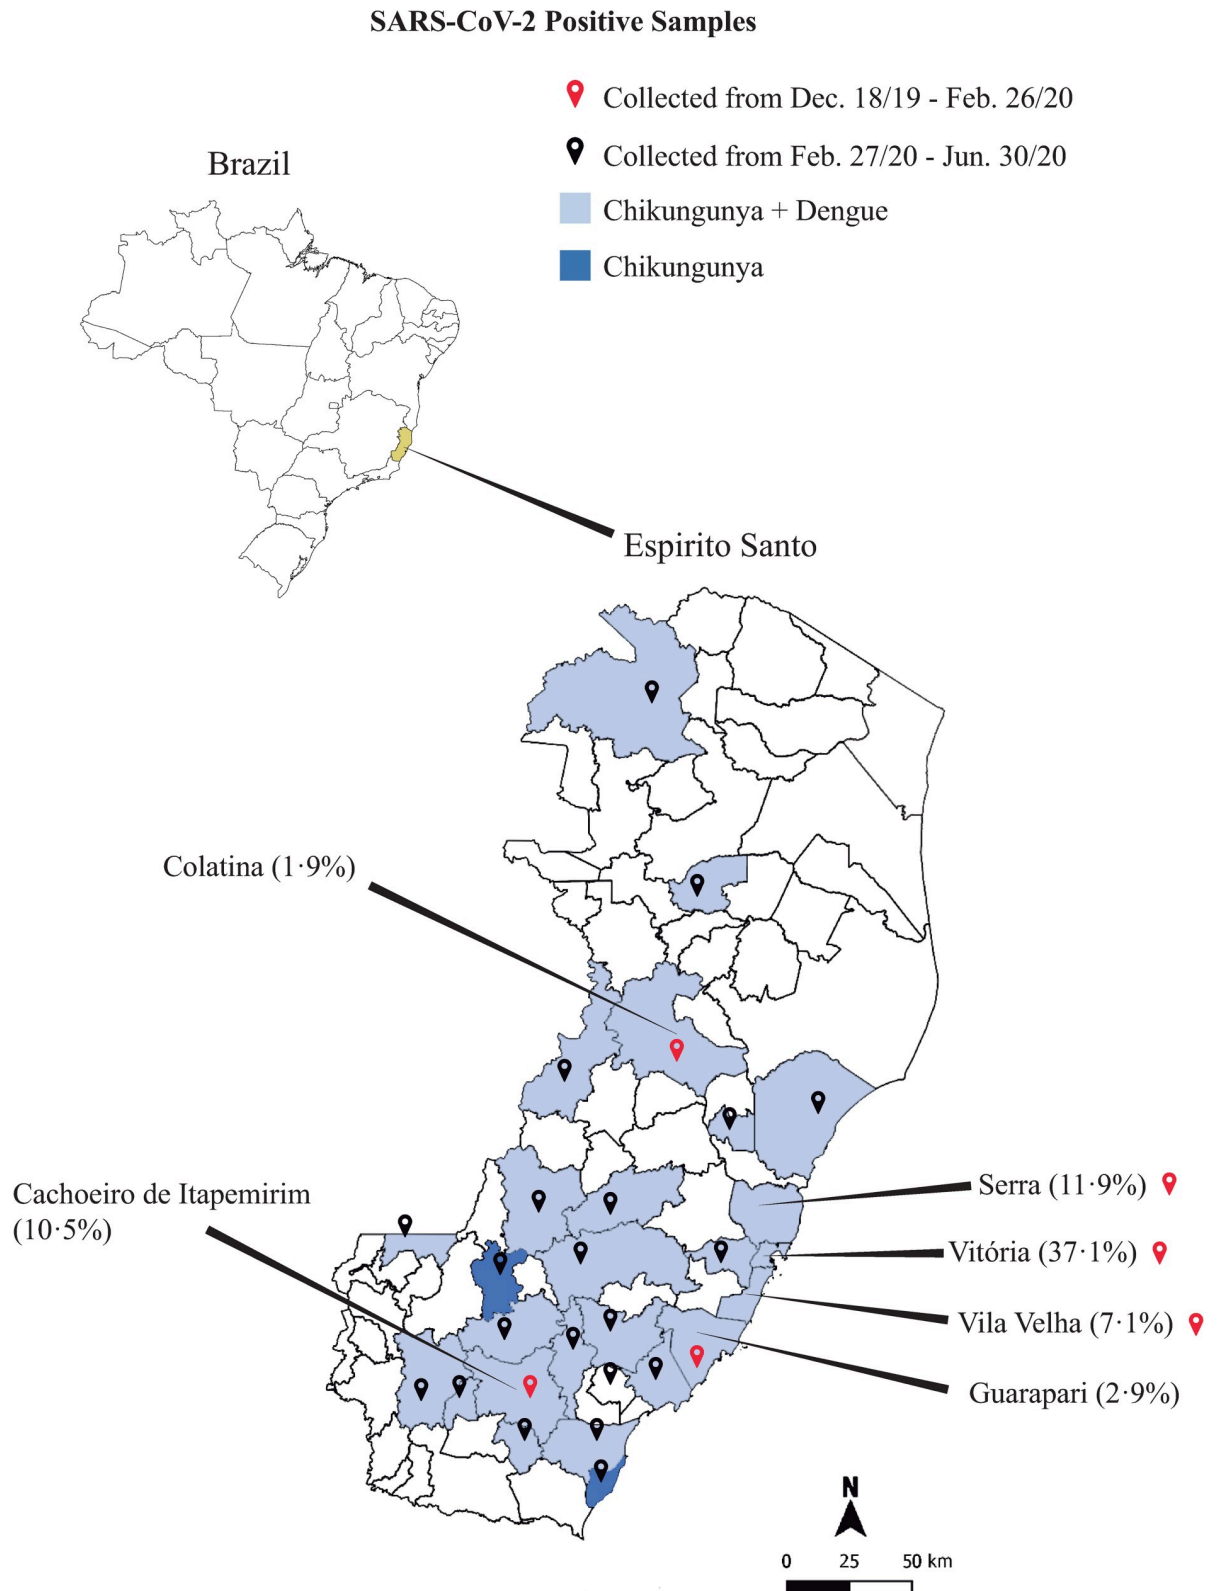 SARS-CoV-2 Positive Samples
Collected from Dec. 18/19 - Feb. 26/20
Collected from Feb. 27/20 - Jun. 30/20
Chikungunya + Dengue
Chikungunya
Brazil
Espirito Santo
Colatina (1·9%)
Cachoeiro de Itapemirim
(10·5%)
Serra (11·9%)
Vitória (37·1%)
Vila Velha (7·1%)
Guarapari (2·9%)
N
0 25 50 km